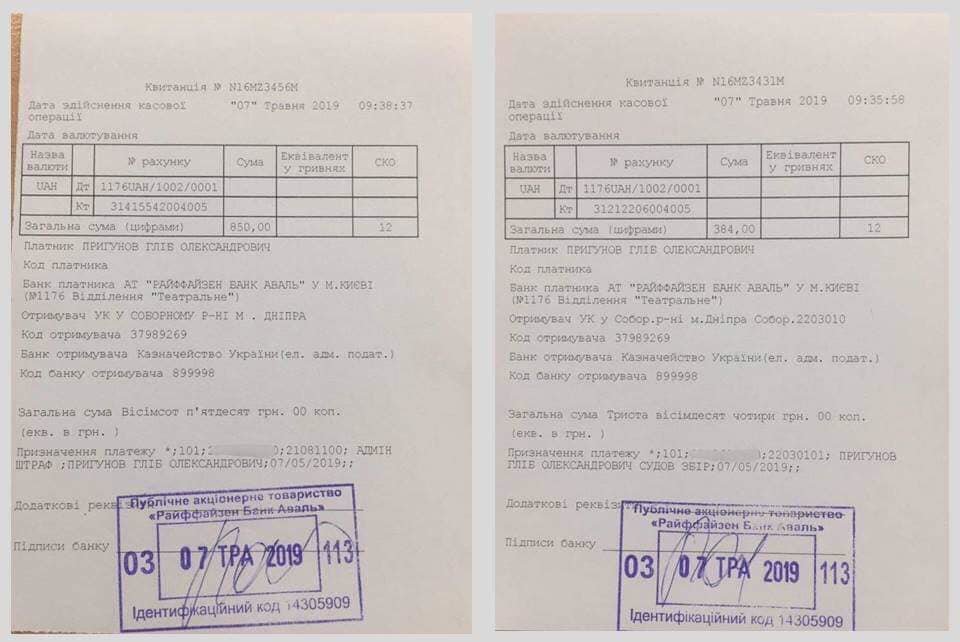 Квитанція № N16MZ3456M
Дата здійснення касової "07" Травня 2019 09:38:37
операції
Дата валютування
Назва валюти № рахунку Сума Еквівалент у гривнях СКО
UAH Дт 1176UAH/1002/0001
Кт 31415542004005
Загальна сума (цифрами) 850,00 12
Платник ПРИГУНОВ ГЛІБ ОЛЕКСАНДРОВИЧ
Код платника
Банк платника АТ "РАЙФФАЙЗЕН БАНК АВАЛЬ" У М.КИЄВІ
(№1176 Відділення "Театральне")
Отримувач УК У СОБОРНОМУ Р-НІ М . ДНІПРА
Код отримувача 37989269
Банк отримувача Казначейство України(ел. адм. подат.)
Код банку отримувача 899998
Загальна сума Вісімсот п'ятдесят грн. 00 коп.
(екв. в грн. )
Призначення платежу *;101; 0;21081100; АДМІН
ШТРАФ ;ПРИГУНОВ ГЛІБ ОЛЕКСАНДРОВИЧ;07/05/2019;;
Додаткові реквізити
Підписи банку
Публічне акціонерне товариство
«Райффайзен Банк Аваль»
03 07 ТРА 2019 113
Ідентифікаційний код 14305909
Квитанція № N16MZ3431M
Дата здійснення касової "07" Травня 2019 09:35:58
операції
Дата валютування
Назва валюти № рахунку Сума Еквівалент у гривнях СКО
UAH Дт 1176UAH/1002/0001
Кт 31212206004005
Загальна сума (цифрами) 384,00 12
Платник ПРИГУНОВ ГЛІБ ОЛЕКСАНДРОВИЧ
Код платника
Банк платника АТ "РАЙФФАЙЗЕН БАНК АВАЛЬ" У М.КИЄВІ
(№1176 Відділення "Театральне")
Отримувач УК у Собор.р-ні м.Дніпра Собор.2203010
Код отримувача 37989269
Банк отримувача Казначейство України(ел. адм. подат.)
Код банку отримувача 899998
Загальна сума Триста вісімдесят чотири грн. 00 коп.
(екв. в грн. )
Призначення платежу *;101; ;22030101; ПРИГУНОВ
ГЛІБ ОЛЕКСАНДРОВИЧ СУДОВ ЗБІР;07/05/2019;;
Додаткові реквізити
Підписи банку
Публічне акціонерне товариство
«Райффайзен Банк Аваль»
03 07 ТРА 2019 113
Ідентифікаційний код 14305909